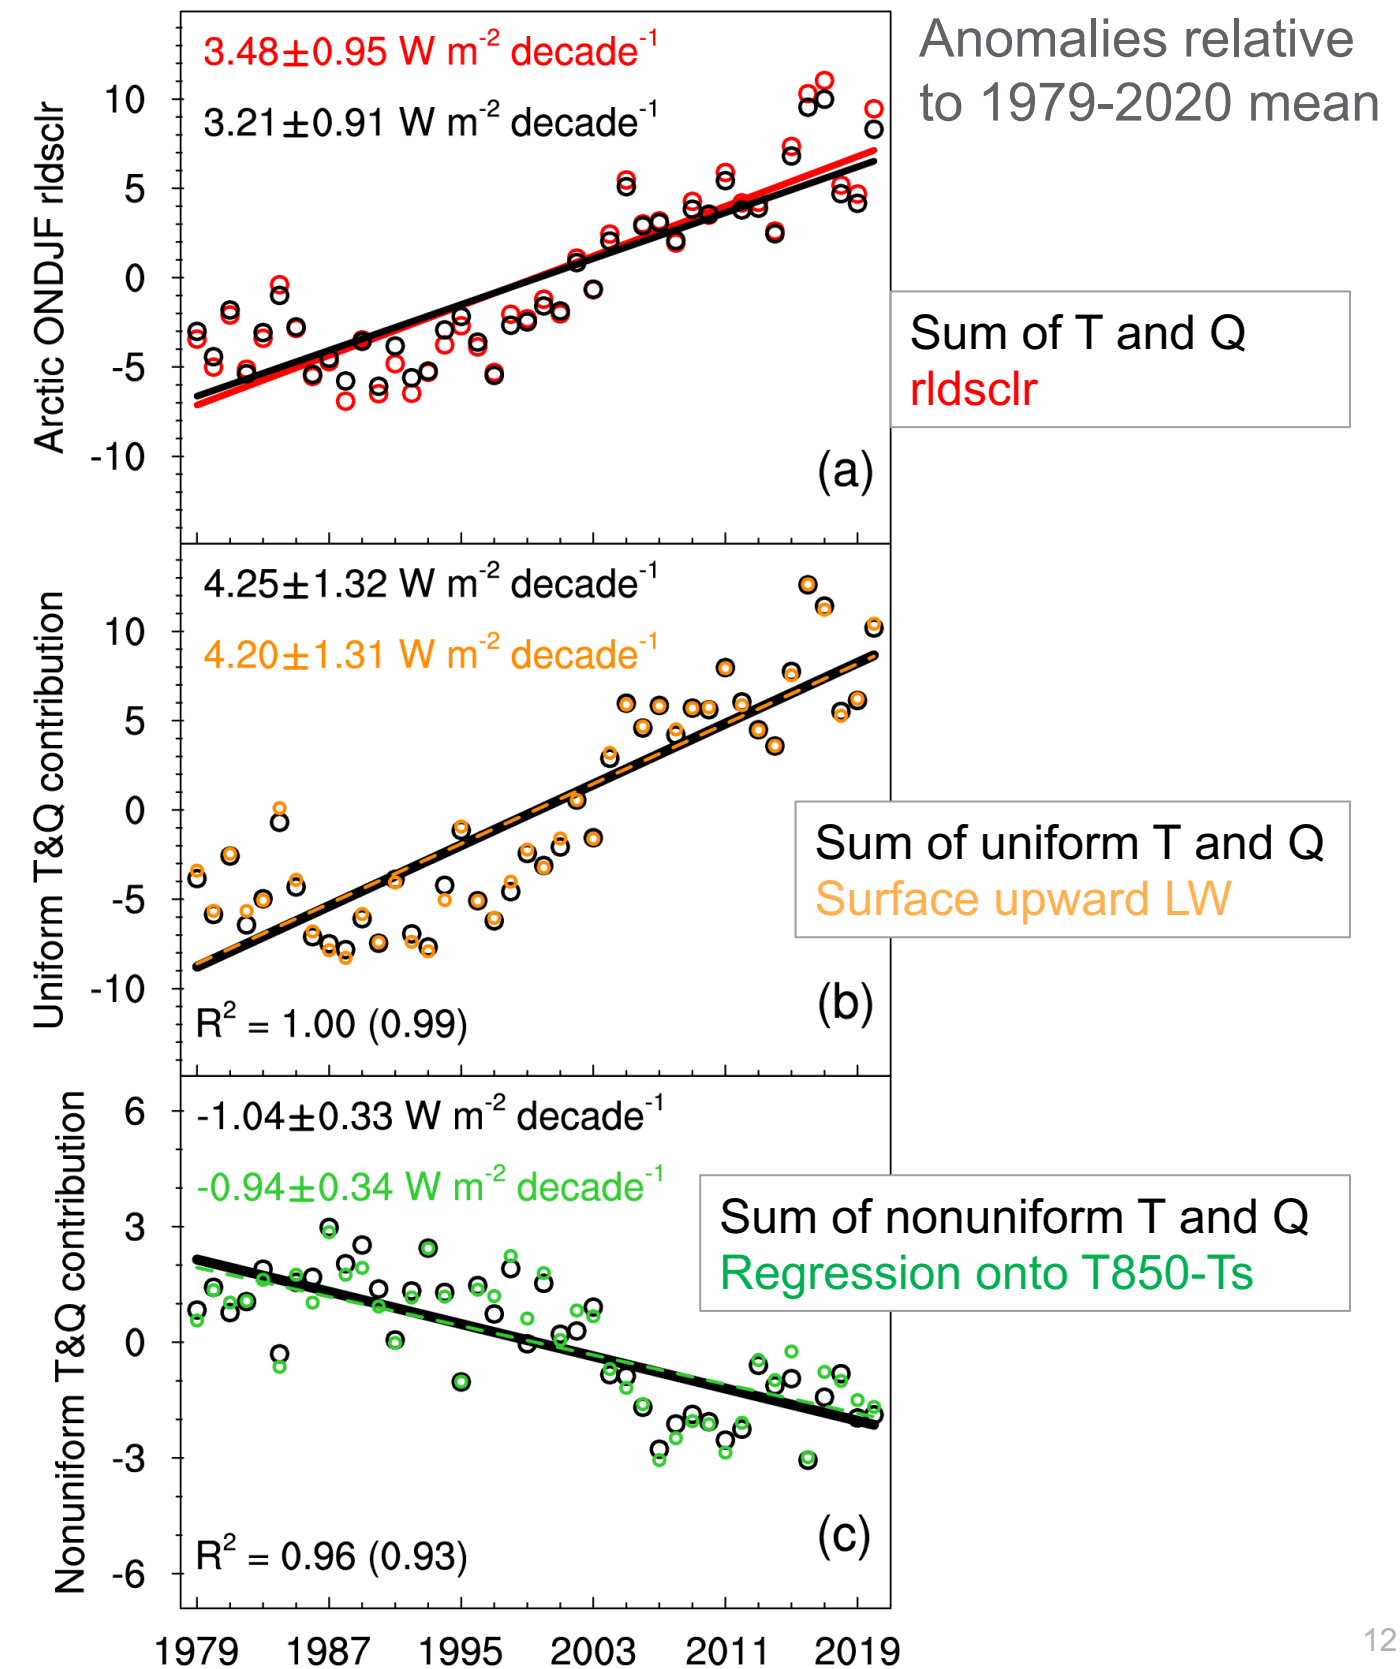 Anomalies relative
to 1979-2020 mean
Arctic ONDJF rldsclr
3.48±0.95 W m⁻² decade⁻¹
3.21±0.91 W m⁻² decade⁻¹
10
5
0
-5
-10
(a)
Sum of T and Q
rldsclr
Uniform T&Q contribution
4.25±1.32 W m⁻² decade⁻¹
4.20±1.31 W m⁻² decade⁻¹
10
5
0
-5
-10
R² = 1.00 (0.99)
(b)
Sum of uniform T and Q
Surface upward LW
Nonuniform T&Q contribution
-1.04±0.33 W m⁻² decade⁻¹
-0.94±0.34 W m⁻² decade⁻¹
6
3
0
-3
-6
R² = 0.96 (0.93)
(c)
Sum of nonuniform T and Q
Regression onto T850-Ts
1979 1987 1995 2003 2011 2019
12